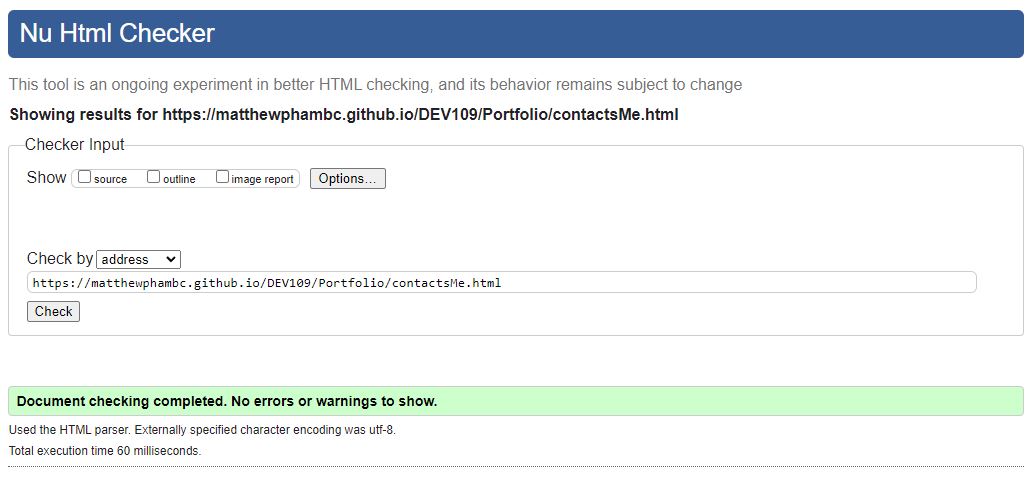 Nu Html Checker
This tool is an ongoing experiment in better HTML checking, and its behavior remains subject to change
Showing results for https://matthewphambc.github.io/DEV109/Portfolio/contactsMe.html
Checker Input
Show source outline image report Options...
Check by address
https://matthewphambc.github.io/DEV109/Portfolio/contactsMe.html
Check
Document checking completed. No errors or warnings to show.
Used the HTML parser. Externally specified character encoding was utf-8.
Total execution time 60 milliseconds.